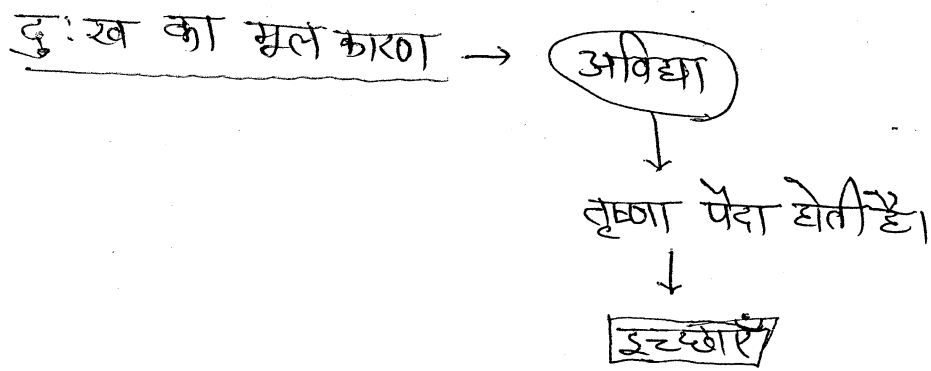 दुःख का मूल कारण → अविद्या
↓
तृष्णा पैदा होती है।
↓
इच्छाएँ